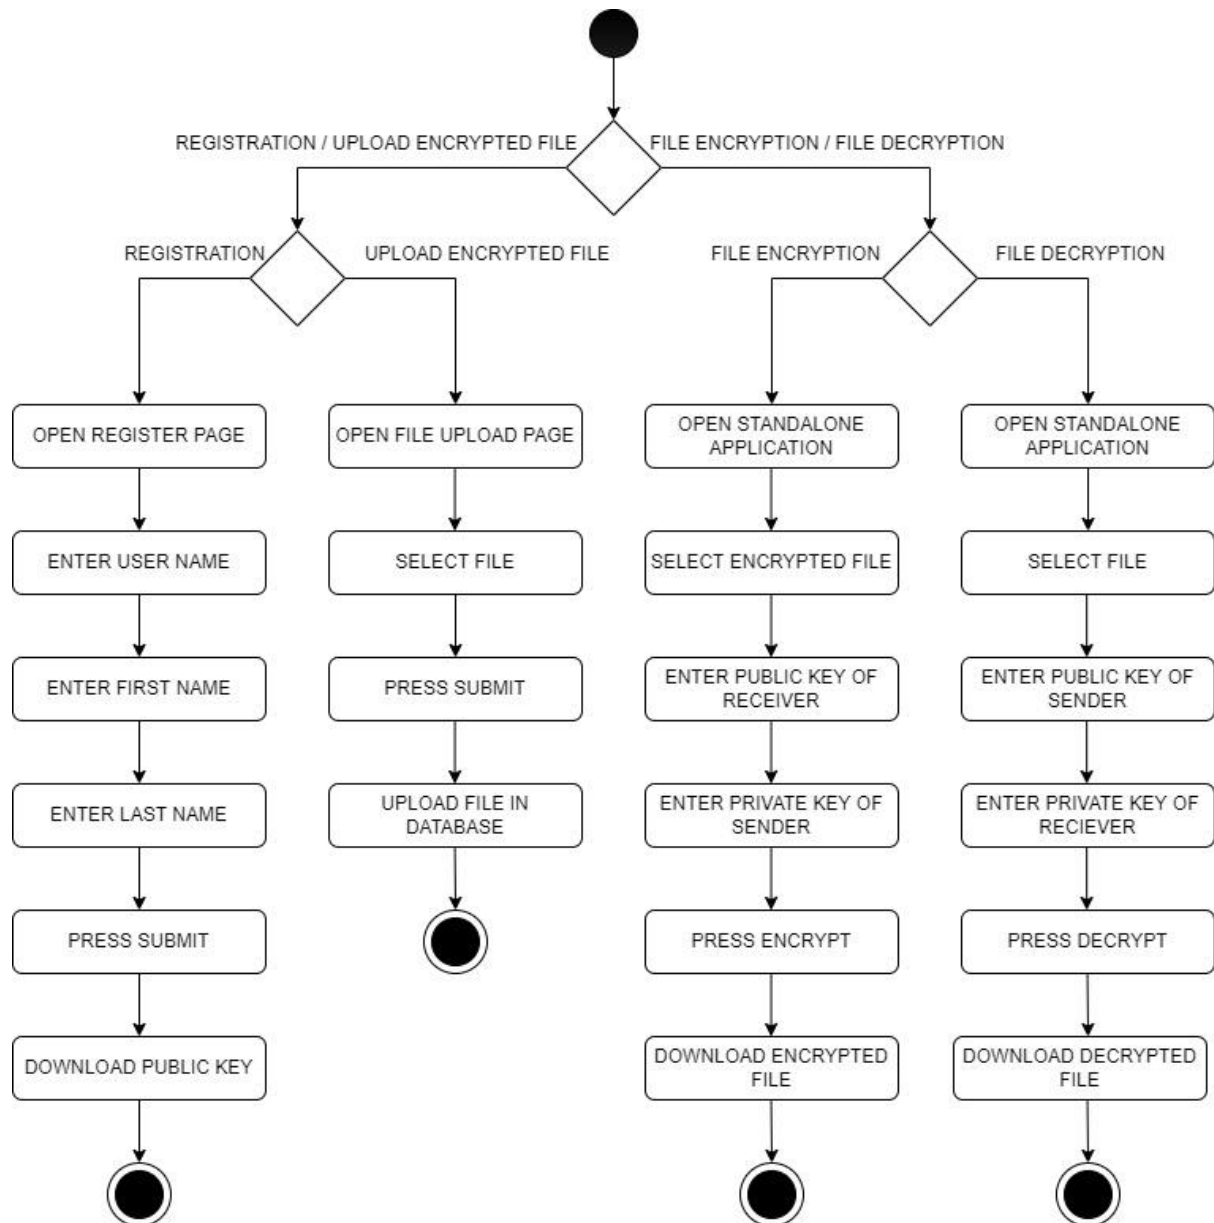 REGISTRATION / UPLOAD ENCRYPTED FILE
FILE ENCRYPTION / FILE DECRYPTION
REGISTRATION
UPLOAD ENCRYPTED FILE
FILE ENCRYPTION
FILE DECRYPTION
OPEN REGISTER PAGE
ENTER USER NAME
ENTER FIRST NAME
ENTER LAST NAME
PRESS SUBMIT
DOWNLOAD PUBLIC KEY
OPEN FILE UPLOAD PAGE
SELECT FILE
PRESS SUBMIT
UPLOAD FILE IN
DATABASE
OPEN STANDALONE
APPLICATION
SELECT ENCRYPTED FILE
ENTER PUBLIC KEY OF
RECEIVER
ENTER PRIVATE KEY OF
SENDER
PRESS ENCRYPT
DOWNLOAD ENCRYPTED
FILE
OPEN STANDALONE
APPLICATION
SELECT FILE
ENTER PUBLIC KEY OF
SENDER
ENTER PRIVATE KEY OF
RECIEVER
PRESS DECRYPT
DOWNLOAD DECRYPTED
FILE